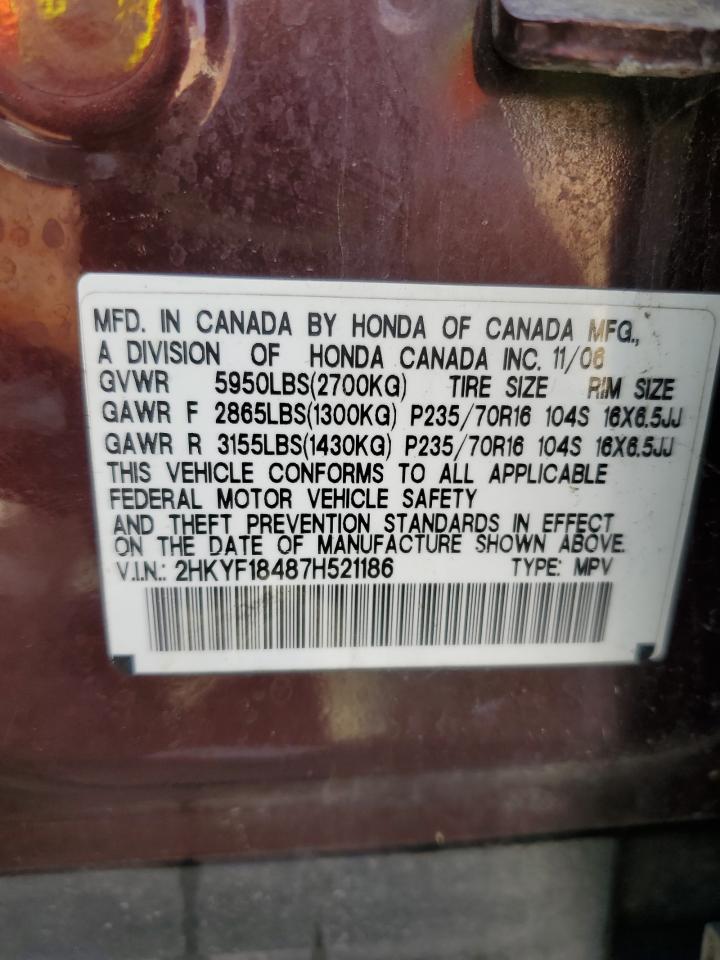 MFD. IN CANADA BY HONDA OF CANADA MFG.,
A DIVISION OF HONDA CANADA INC. 11/06
GVWR 5950LBS(2700KG) TIRE SIZE RIM SIZE
GAWR F 2865LBS(1300KG) P235/70R16 104S 16X6.5JJ
GAWR R 3155LBS(1430KG) P235/70R16 104S 16X6.5JJ
THIS VEHICLE CONFORMS TO ALL APPLICABLE
FEDERAL MOTOR VEHICLE SAFETY
AND THEFT PREVENTION STANDARDS IN EFFECT
ON THE DATE OF MANUFACTURE SHOWN ABOVE.
V.I.N.: 2HKYF18487H521186 TYPE: MPV